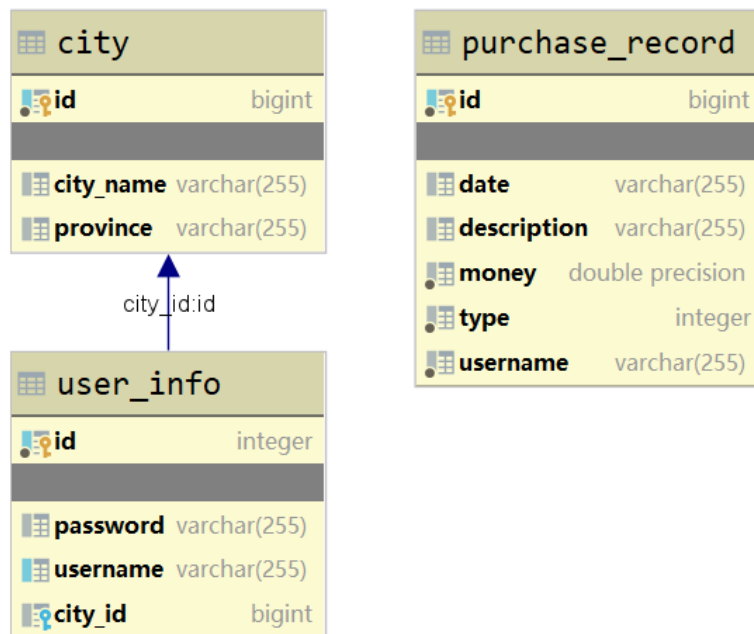 city
id bigint
city_name varchar(255)
province varchar(255)
city_id:id
user_info
id integer
password varchar(255)
username varchar(255)
city_id bigint
purchase_record
id bigint
date varchar(255)
description varchar(255)
money double precision
type integer
username varchar(255)